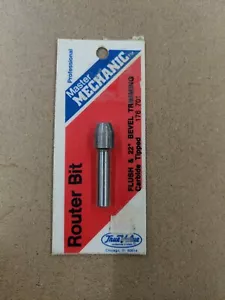 Professional
Master
MECHANIC
Router Bit
FLUSH & 22° BEVEL TRIMMING
Carbide Tipped
True Value